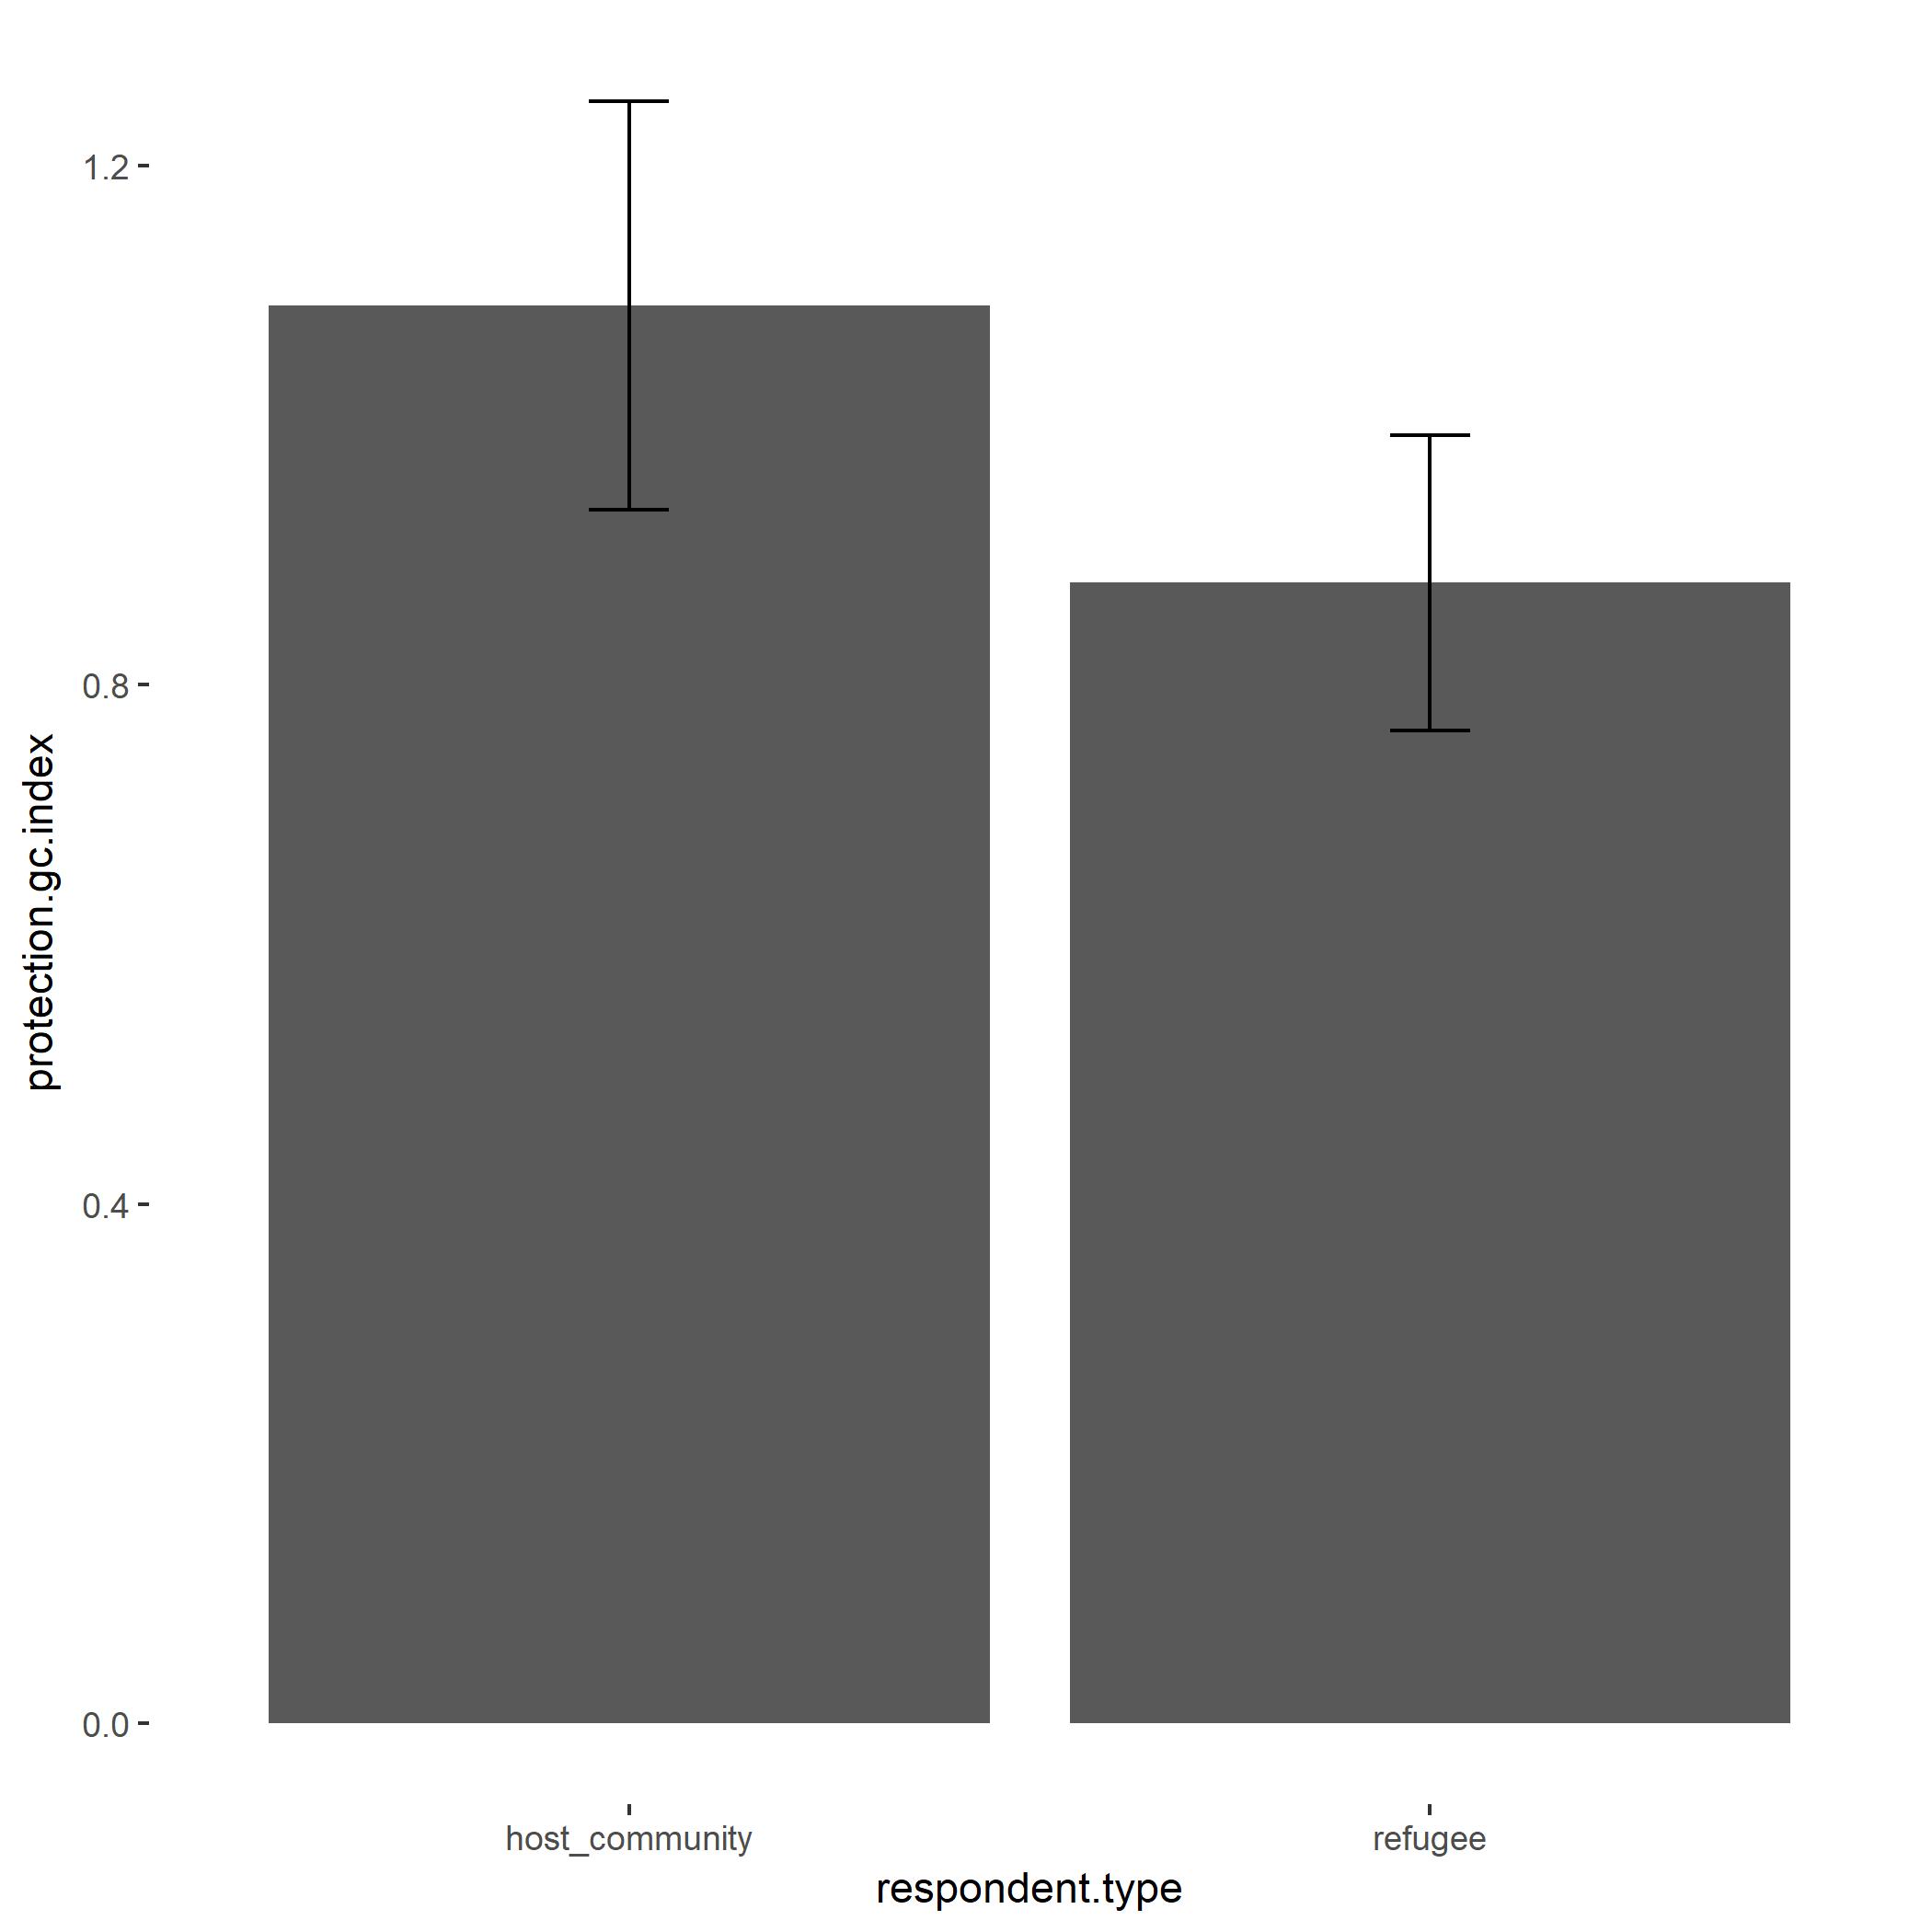 protection.gc.index
1.2
0.8
0.4
0.0
host_community refugee
respondent.type